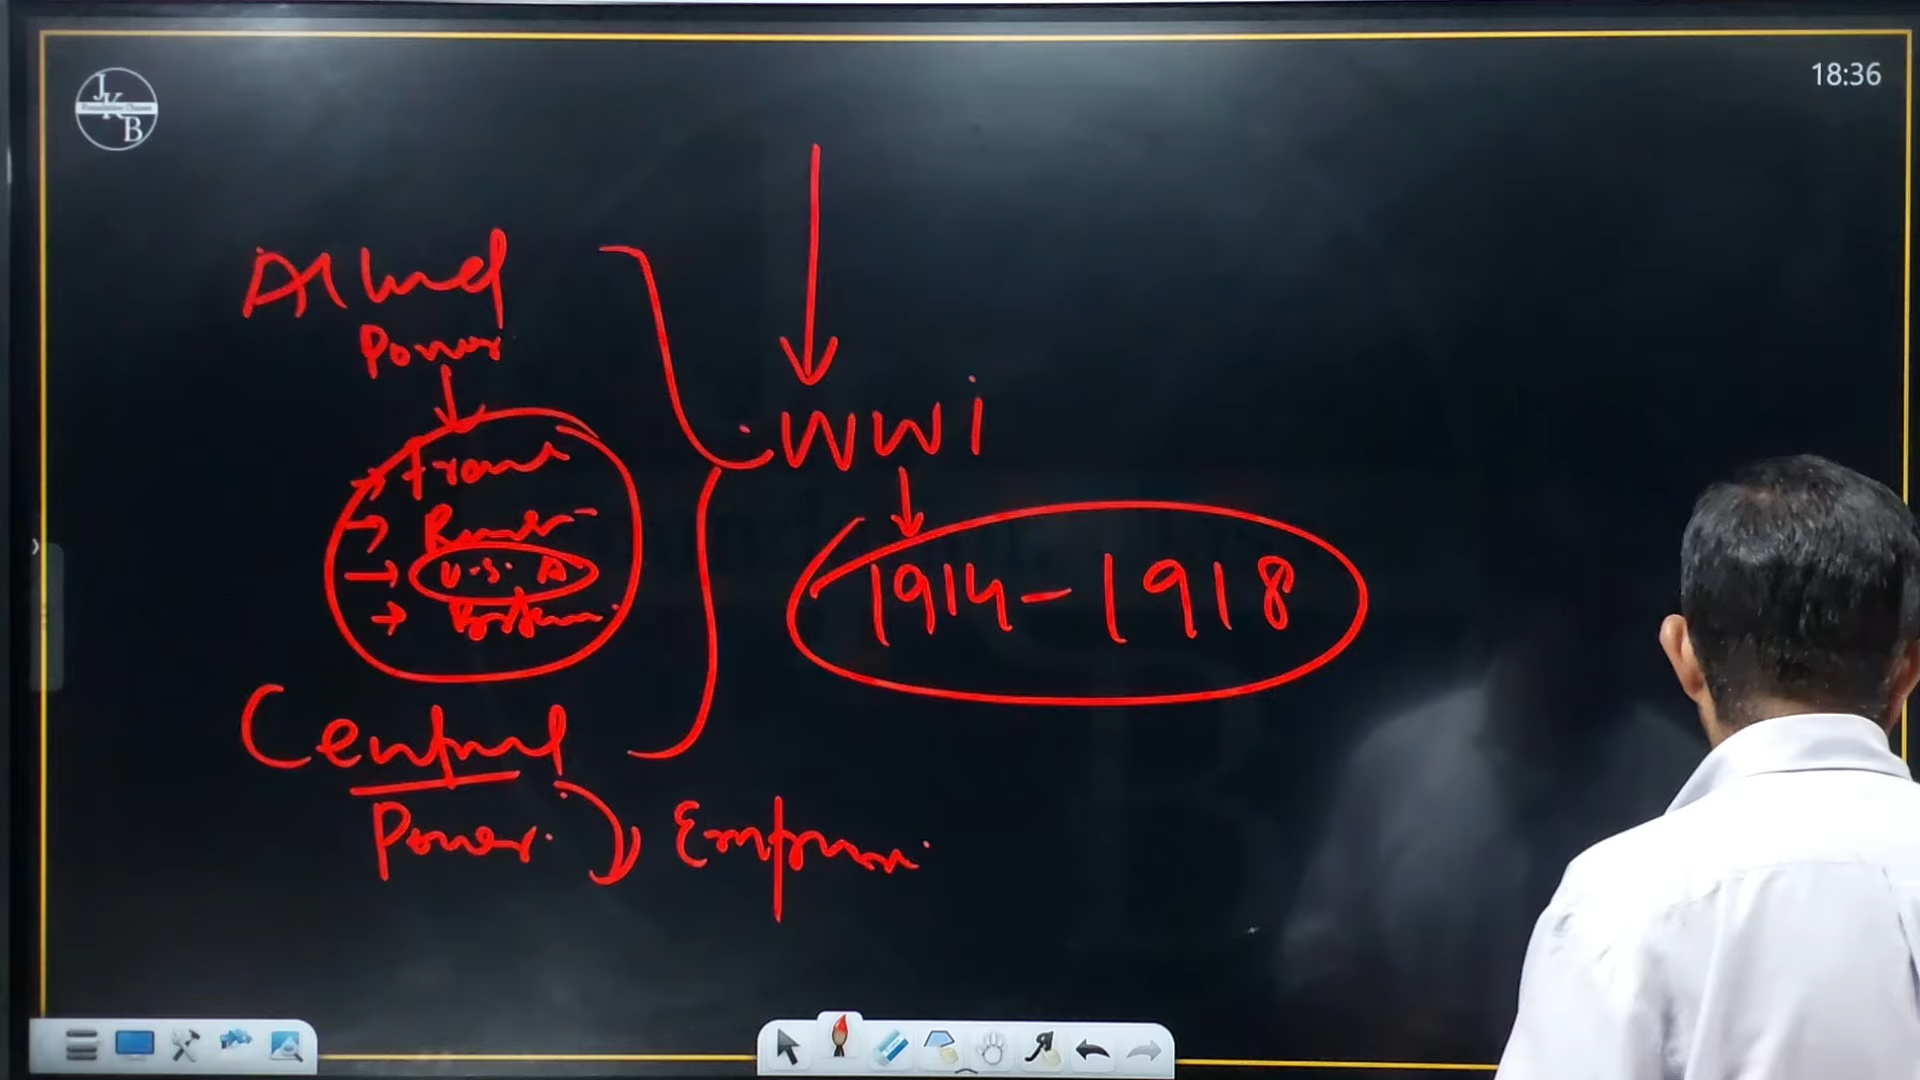 J
K
B
18:36
Allied
Power
France
U.S.A
WWI
1914-1918
Central
Power.